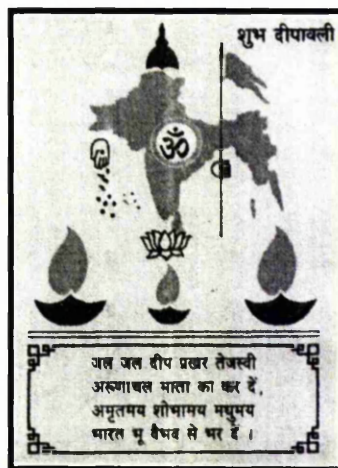 शुभ दीपावली
ॐ
जल जल दीप प्रखर तेजस्वी
अरूणाचल माता का कर दें,
अमृतमय शोभामय मधुमय
भारत भू वैभव से भर दें ।